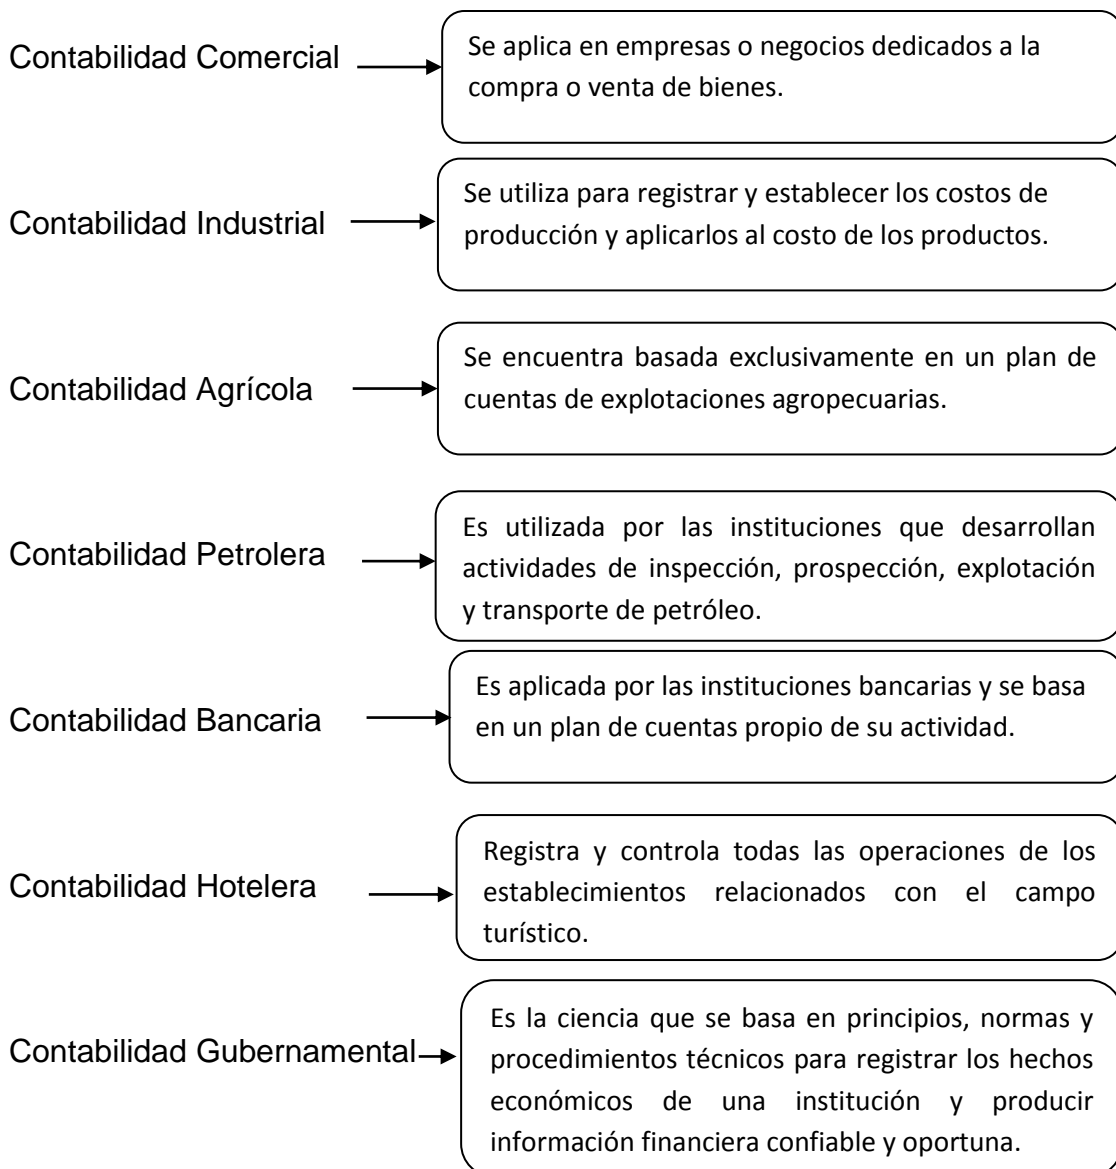 Contabilidad Comercial
Se aplica en empresas o negocios dedicados a la
compra o venta de bienes.
Contabilidad Industrial
Se utiliza para registrar y establecer los costos de
producción y aplicarlos al costo de los productos.
Contabilidad Agrícola
Se encuentra basada exclusivamente en un plan de
cuentas de explotaciones agropecuarias.
Contabilidad Petrolera
Es utilizada por las instituciones que desarrollan
actividades de inspección, prospección, explotación
y transporte de petróleo.
Contabilidad Bancaria
Es aplicada por las instituciones bancarias y se basa
en un plan de cuentas propio de su actividad.
Contabilidad Hotelera
Registra y controla todas las operaciones de los
establecimientos relacionados con el campo
turístico.
Contabilidad Gubernamental
Es la ciencia que se basa en principios, normas y
procedimientos técnicos para registrar los hechos
económicos de una institución y producir
información financiera confiable y oportuna.